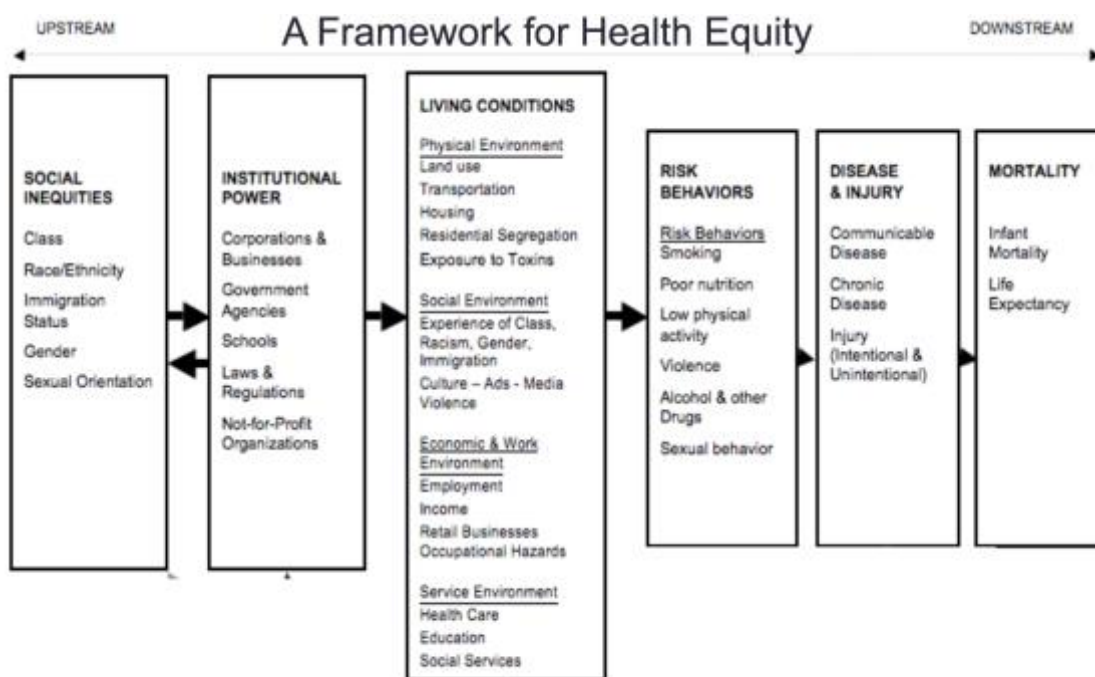 UPSTREAM
A Framework for Health Equity
DOWNSTREAM
SOCIAL
INEQUITIES
Class
Race/Ethnicity
Immigration
Status
Gender
Sexual Orientation
INSTITUTIONAL
POWER
Corporations &
Businesses
Government
Agencies
Schools
Laws &
Regulations
Not-for-Profit
Organizations
LIVING CONDITIONS
Physical Environment
Land use
Transportation
Housing
Residential Segregation
Exposure to Toxins
Social Environment
Experience of Class,
Racism, Gender,
Immigration
Culture – Ads - Media
Violence
Economic & Work
Environment
Employment
Income
Retail Businesses
Occupational Hazards
Service Environment
Health Care
Education
Social Services
RISK
BEHAVIORS
Risk Behaviors
Smoking
Poor nutrition
Low physical
activity
Violence
Alcohol & other
Drugs
Sexual behavior
DISEASE
& INJURY
Communicable
Disease
Chronic
Disease
Injury
(Intentional &
Unintentional)
MORTALITY
Infant
Mortality
Life
Expectancy